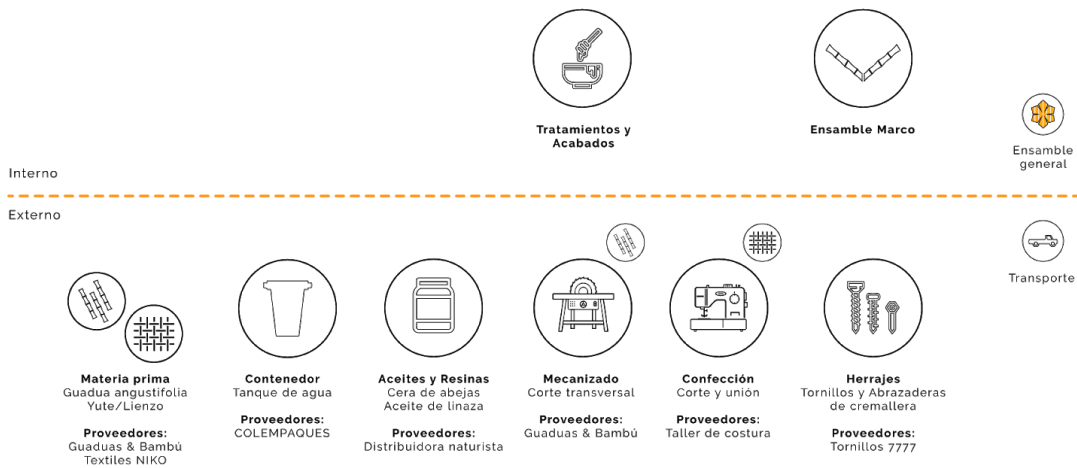 Tratamientos y
Acabados
Ensamble Marco
Ensamble
general
Interno
Externo
Transporte
Materia prima
Guadua angustifolia
Yute/Lienzo
Proveedores:
Guaduas & Bambú
Textiles NIKO
Contenedor
Tanque de agua
Proveedores:
COLEMPAQUES
Aceites y Resinas
Cera de abejas
Aceite de linaza
Proveedores:
Distribuidora naturista
Mecanizado
Corte transversal
Proveedores:
Guaduas & Bambú
Confección
Corte y unión
Proveedores:
Taller de costura
Herrajes
Tornillos y Abrazaderas
de cremallera
Proveedores:
Tornillos 7777